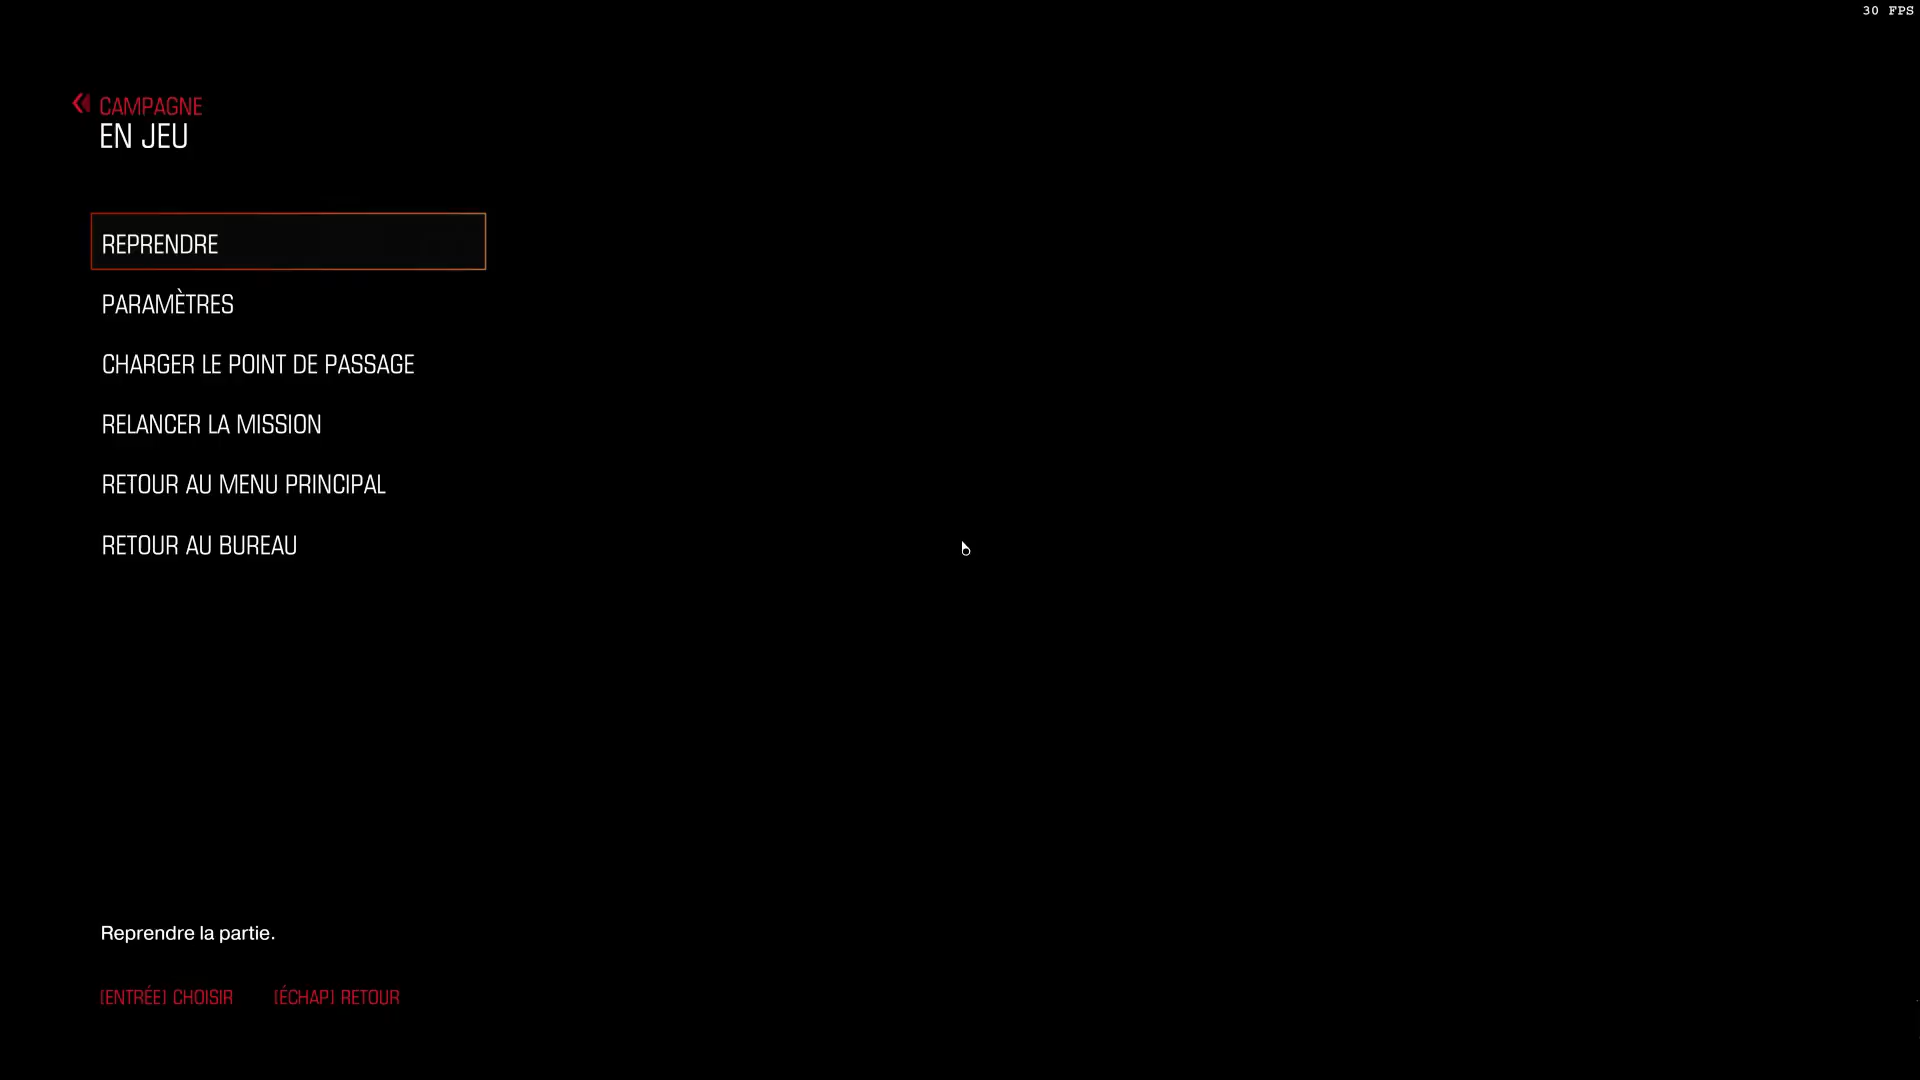 30 FPS
CAMPAGNE
EN JEU
REPRENDRE
PARAMÈTRES
CHARGER LE POINT DE PASSAGE
RELANCER LA MISSION
RETOUR AU MENU PRINCIPAL
RETOUR AU BUREAU
Reprendre la partie.
[ENTRÉE] CHOISIR [ÉCHAP] RETOUR